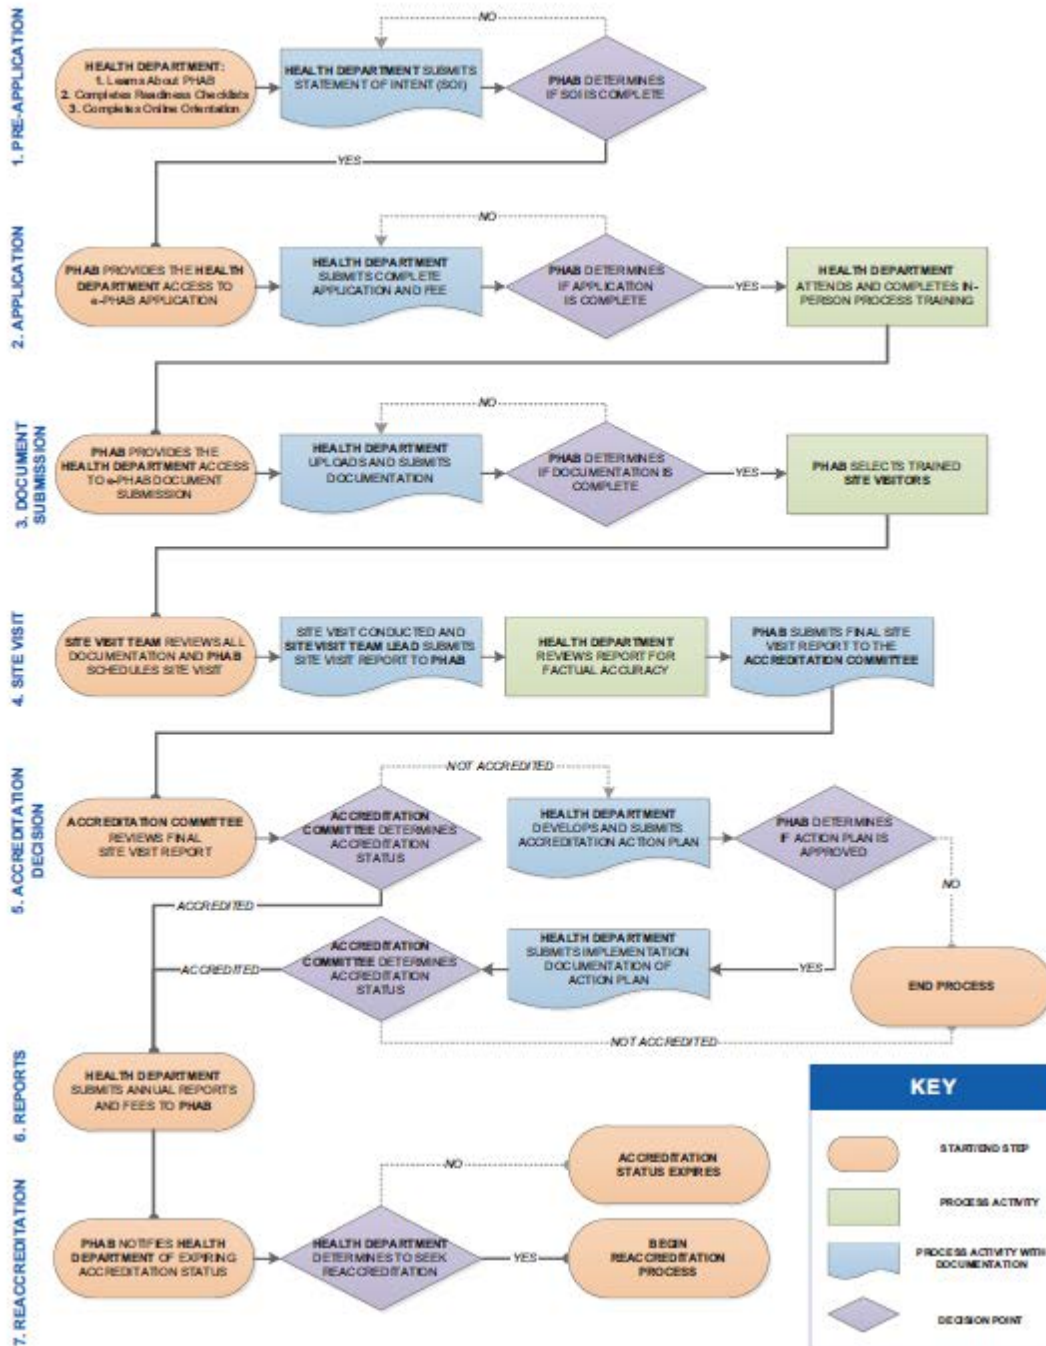 1. PRE-APPLICATION
HEALTH DEPARTMENT:
1. Learns About PHAB
2. Completes Readiness Checklists
3. Completes Online Orientation
HEALTH DEPARTMENT SUBMITS
STATEMENT OF INTENT (SOI)
NO
PHAB DETERMINES
IF SOI IS COMPLETE
YES
2. APPLICATION
PHAB PROVIDES THE HEALTH
DEPARTMENT ACCESS TO
e-PHAB APPLICATION
HEALTH DEPARTMENT
SUBMITS COMPLETE
APPLICATION AND FEE
NO
PHAB DETERMINES
IF APPLICATION
IS COMPLETE
YES
HEALTH DEPARTMENT
ATTENDS AND COMPLETES IN-
PERSON PROCESS TRAINING
3. DOCUMENT
SUBMISSION
PHAB PROVIDES THE
HEALTH DEPARTMENT ACCESS
TO e-PHAB DOCUMENT
SUBMISSION
HEALTH DEPARTMENT
UPLOADS AND SUBMITS
DOCUMENTATION
NO
PHAB DETERMINES
IF DOCUMENTATION IS
COMPLETE
YES
PHAB SELECTS TRAINED
SITE VISITORS
4. SITE VISIT
SITE VISIT TEAM REVIEWS ALL
DOCUMENTATION AND PHAB
SCHEDULES SITE VISIT
SITE VISIT CONDUCTED AND
SITE VISIT TEAM LEAD SUBMITS
SITE VISIT REPORT TO PHAB
HEALTH DEPARTMENT
REVIEWS REPORT FOR
FACTUAL ACCURACY
PHAB SUBMITS FINAL SITE
VISIT REPORT TO THE
ACCREDITATION COMMITTEE
5. ACCREDITATION
DECISION
ACCREDITATION COMMITTEE
REVIEWS FINAL
SITE VISIT REPORT
ACCREDITATION
COMMITTEE DETERMINES
ACCREDITATION
STATUS
NOT ACCREDITED
HEALTH DEPARTMENT
DEVELOPS AND SUBMITS
ACCREDITATION ACTION PLAN
PHAB DETERMINES
IF ACTION PLAN IS
APPROVED
NO
ACCREDITED
YES
HEALTH DEPARTMENT
SUBMITS IMPLEMENTATION
DOCUMENTATION OF
ACTION PLAN
ACCREDITATION
COMMITTEE DETERMINES
ACCREDITATION
STATUS
ACCREDITED
END PROCESS
NOT ACCREDITED
6. REPORTS
HEALTH DEPARTMENT
SUBMITS ANNUAL REPORTS
AND FEES TO PHAB
7. REACCREDITATION
PHAB NOTIFIES HEALTH
DEPARTMENT OF EXPIRING
ACCREDITATION STATUS
HEALTH DEPARTMENT
DETERMINES TO SEEK
REACCREDITATION
NO
ACCREDITATION
STATUS EXPIRES
YES
BEGIN
REACCREDITATION
PROCESS
KEY
START/END STEP
PROCESS ACTIVITY
PROCESS ACTIVITY WITH
DOCUMENTATION
DECISION POINT